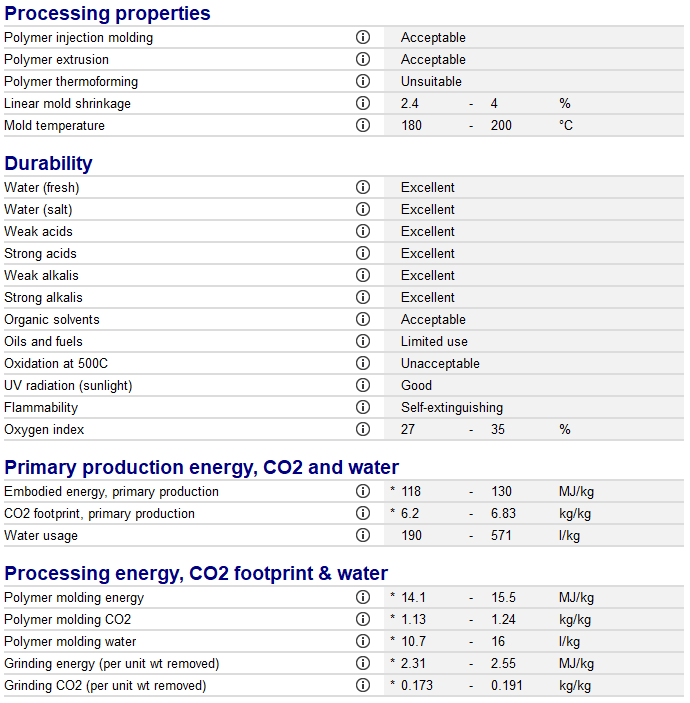 Processing properties
Polymer injection molding Acceptable
Polymer extrusion Acceptable
Polymer thermoforming Unsuitable
Linear mold shrinkage 2.4 - 4 %
Mold temperature 180 - 200 °C
Durability
Water (fresh) Excellent
Water (salt) Excellent
Weak acids Excellent
Strong acids Excellent
Weak alkalis Excellent
Strong alkalis Excellent
Organic solvents Acceptable
Oils and fuels Limited use
Oxidation at 500C Unacceptable
UV radiation (sunlight) Good
Flammability Self-extinguishing
Oxygen index 27 - 35 %
Primary production energy, CO2 and water
Embodied energy, primary production * 118 - 130 MJ/kg
CO2 footprint, primary production * 6.2 - 6.83 kg/kg
Water usage 190 - 571 l/kg
Processing energy, CO2 footprint & water
Polymer molding energy * 14.1 - 15.5 MJ/kg
Polymer molding CO2 * 1.13 - 1.24 kg/kg
Polymer molding water * 10.7 - 16 l/kg
Grinding energy (per unit wt removed) * 2.31 - 2.55 MJ/kg
Grinding CO2 (per unit wt removed) * 0.173 - 0.191 kg/kg